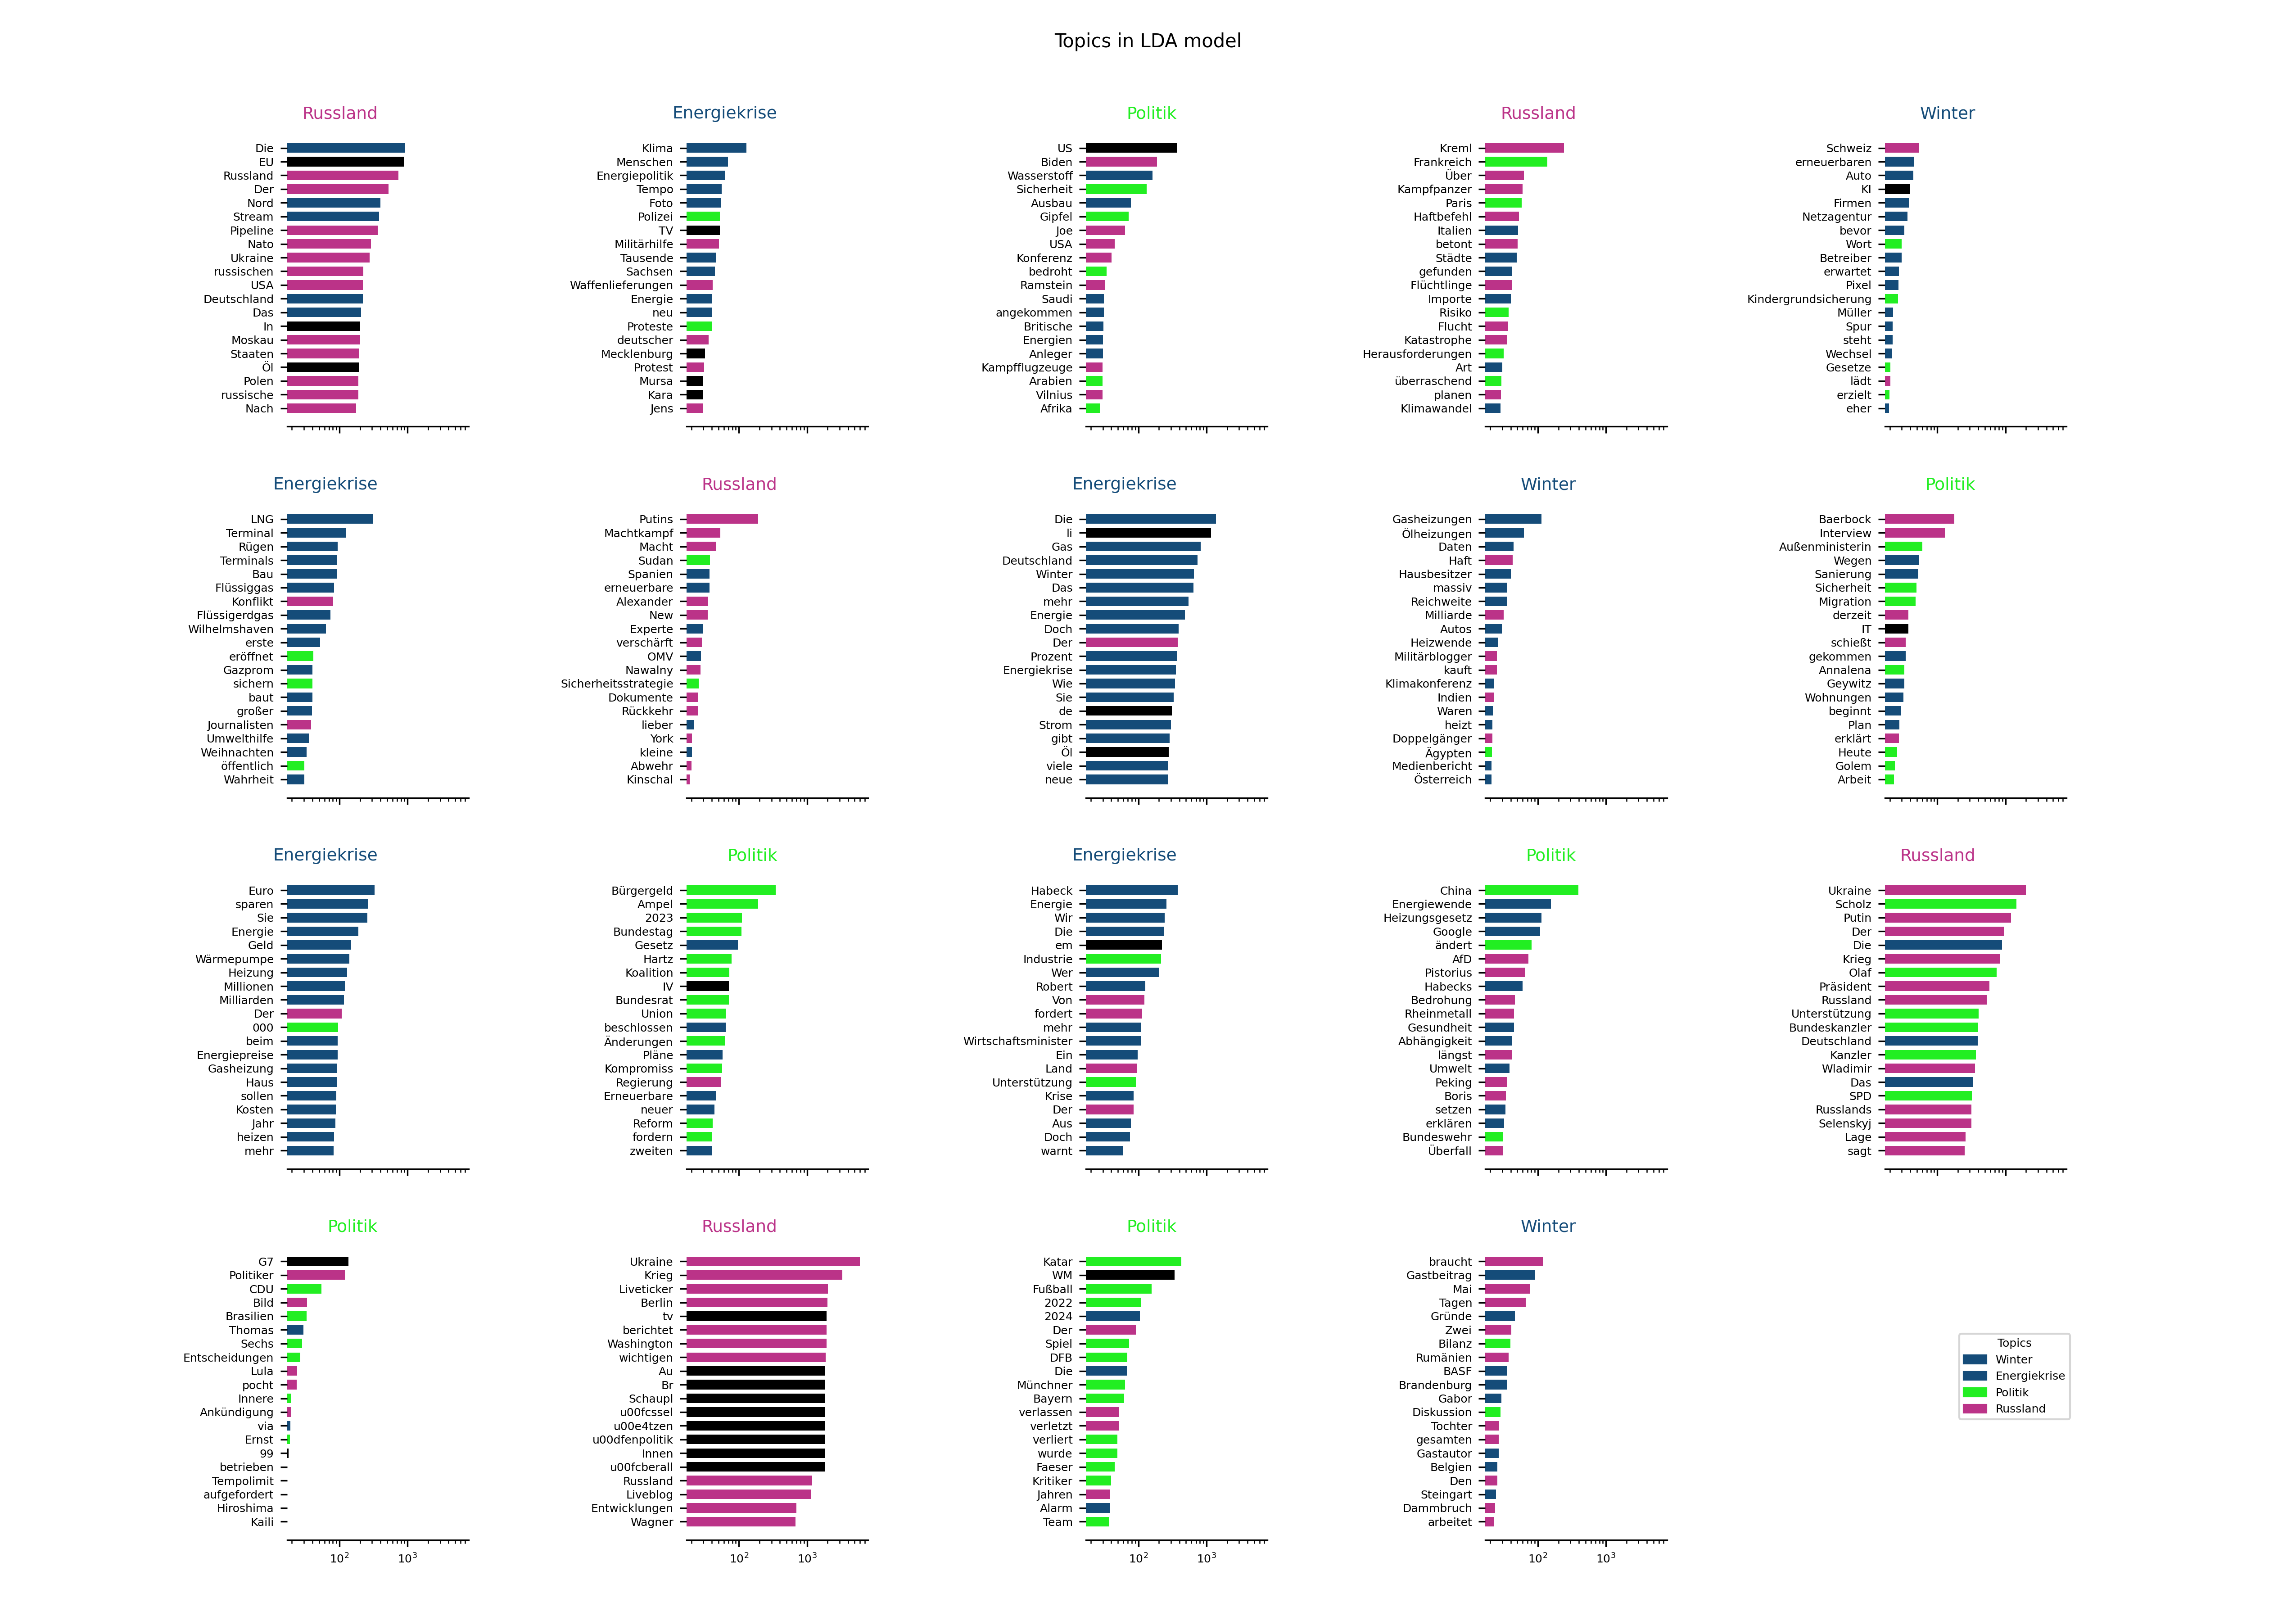 Topics in LDA model
Russland
Die
EU
Russland
Der
Nord
Stream
Pipeline
Nato
Ukraine
russischen
USA
Deutschland
Das
In
Moskau
Staaten
Öl
Polen
russische
Nach
Energiekrise
Klima
Menschen
Energiepolitik
Tempo
Foto
Polizei
TV
Militärhilfe
Tausende
Sachsen
Waffenlieferungen
Energie
neu
Proteste
deutscher
Mecklenburg
Protest
Mursa
Kara
Jens
Politik
US
Biden
Wasserstoff
Sicherheit
Ausbau
Gipfel
Joe
USA
Konferenz
bedroht
Ramstein
Saudi
angekommen
Britische
Energien
Anleger
Kampfflugzeuge
Arabien
Vilnius
Afrika
Russland
Kreml
Frankreich
Über
Kampfpanzer
Paris
Haftbefehl
Italien
betont
Städte
gefunden
Flüchtlinge
Importe
Risiko
Flucht
Katastrophe
Herausforderungen
Art
überraschend
planen
Klimawandel
Winter
Schweiz
erneuerbaren
Auto
KI
Firmen
Netzagentur
bevor
Wort
Betreiber
erwartet
Pixel
Kindergrundsicherung
Müller
Spur
steht
Wechsel
Gesetze
lädt
erzielt
eher
Energiekrise
LNG
Terminal
Rügen
Terminals
Bau
Flüssiggas
Konflikt
Flüssigerdgas
Wilhelmshaven
erste
eröffnet
Gazprom
sichern
baut
großer
Journalisten
Umwelthilfe
Weihnachten
öffentlich
Wahrheit
Russland
Putins
Machtkampf
Macht
Sudan
Spanien
erneuerbare
Alexander
New
Experte
verschärft
OMV
Nawalny
Sicherheitsstrategie
Dokumente
Rückkehr
lieber
York
kleine
Abwehr
Kinschal
Energiekrise
Die
li
Gas
Deutschland
Winter
Das
mehr
Energie
Doch
Der
Prozent
Energiekrise
Wie
Sie
de
Strom
gibt
Öl
viele
neue
Winter
Gasheizungen
Ölheizungen
Daten
Haft
Hausbesitzer
massiv
Reichweite
Milliarde
Autos
Heizwende
Militärblogger
kauft
Klimakonferenz
Indien
Waren
heizt
Doppelgänger
Ägypten
Medienbericht
Österreich
Politik
Baerbock
Interview
Außenministerin
Wegen
Sanierung
Sicherheit
Migration
derzeit
IT
schießt
gekommen
Annalena
Geywitz
Wohnungen
beginnt
Plan
erklärt
Heute
Golem
Arbeit
Energiekrise
Euro
sparen
Sie
Energie
Geld
Wärmepumpe
Heizung
Millionen
Milliarden
Der
000
beim
Energiepreise
Gasheizung
Haus
sollen
Kosten
Jahr
heizen
mehr
Politik
Bürgergeld
Ampel
2023
Bundestag
Gesetz
Hartz
Koalition
IV
Bundesrat
Union
beschlossen
Änderungen
Pläne
Kompromiss
Regierung
Erneuerbare
neuer
Reform
fordern
zweiten
Energiekrise
Habeck
Energie
Wir
Die
em
Industrie
Wer
Robert
Von
fordert
mehr
Wirtschaftsminister
Ein
Land
Unterstützung
Krise
Der
Aus
Doch
warnt
Politik
China
Energiewende
Heizungsgesetz
Google
ändert
AfD
Pistorius
Habecks
Bedrohung
Rheinmetall
Gesundheit
Abhängigkeit
längst
Umwelt
Peking
Boris
setzen
erklären
Bundeswehr
Überfall
Russland
Ukraine
Scholz
Putin
Der
Die
Krieg
Olaf
Präsident
Russland
Unterstützung
Bundeskanzler
Deutschland
Kanzler
Wladimir
Das
SPD
Russlands
Selenskyj
Lage
sagt
Politik
G7
Politiker
CDU
Bild
Brasilien
Thomas
Sechs
Entscheidungen
Lula
pocht
Innere
Ankündigung
via
Ernst
99
betrieben
Tempolimit
aufgefordert
Hiroshima
Kaili
10²
10³
Russland
Ukraine
Krieg
Liveticker
Berlin
tv
berichtet
Washington
wichtigen
Au
Br
Schaupl
u00fcssel
u00e4tzen
u00dfenpolitik
Innen
u00fcberall
Russland
Liveblog
Entwicklungen
Wagner
10²
10³
Politik
Katar
WM
Fußball
2022
2024
Der
Spiel
DFB
Die
Münchner
Bayern
verlassen
verletzt
verliert
wurde
Faeser
Kritiker
Jahren
Alarm
Team
10²
10³
Winter
braucht
Gastbeitrag
Mai
Tagen
Gründe
Zwei
Bilanz
Rumänien
BASF
Brandenburg
Gabor
Diskussion
Tochter
gesamten
Gastautor
Belgien
Den
Steingart
Dammbruch
arbeitet
10²
10³
Topics
Winter
Energiekrise
Politik
Russland